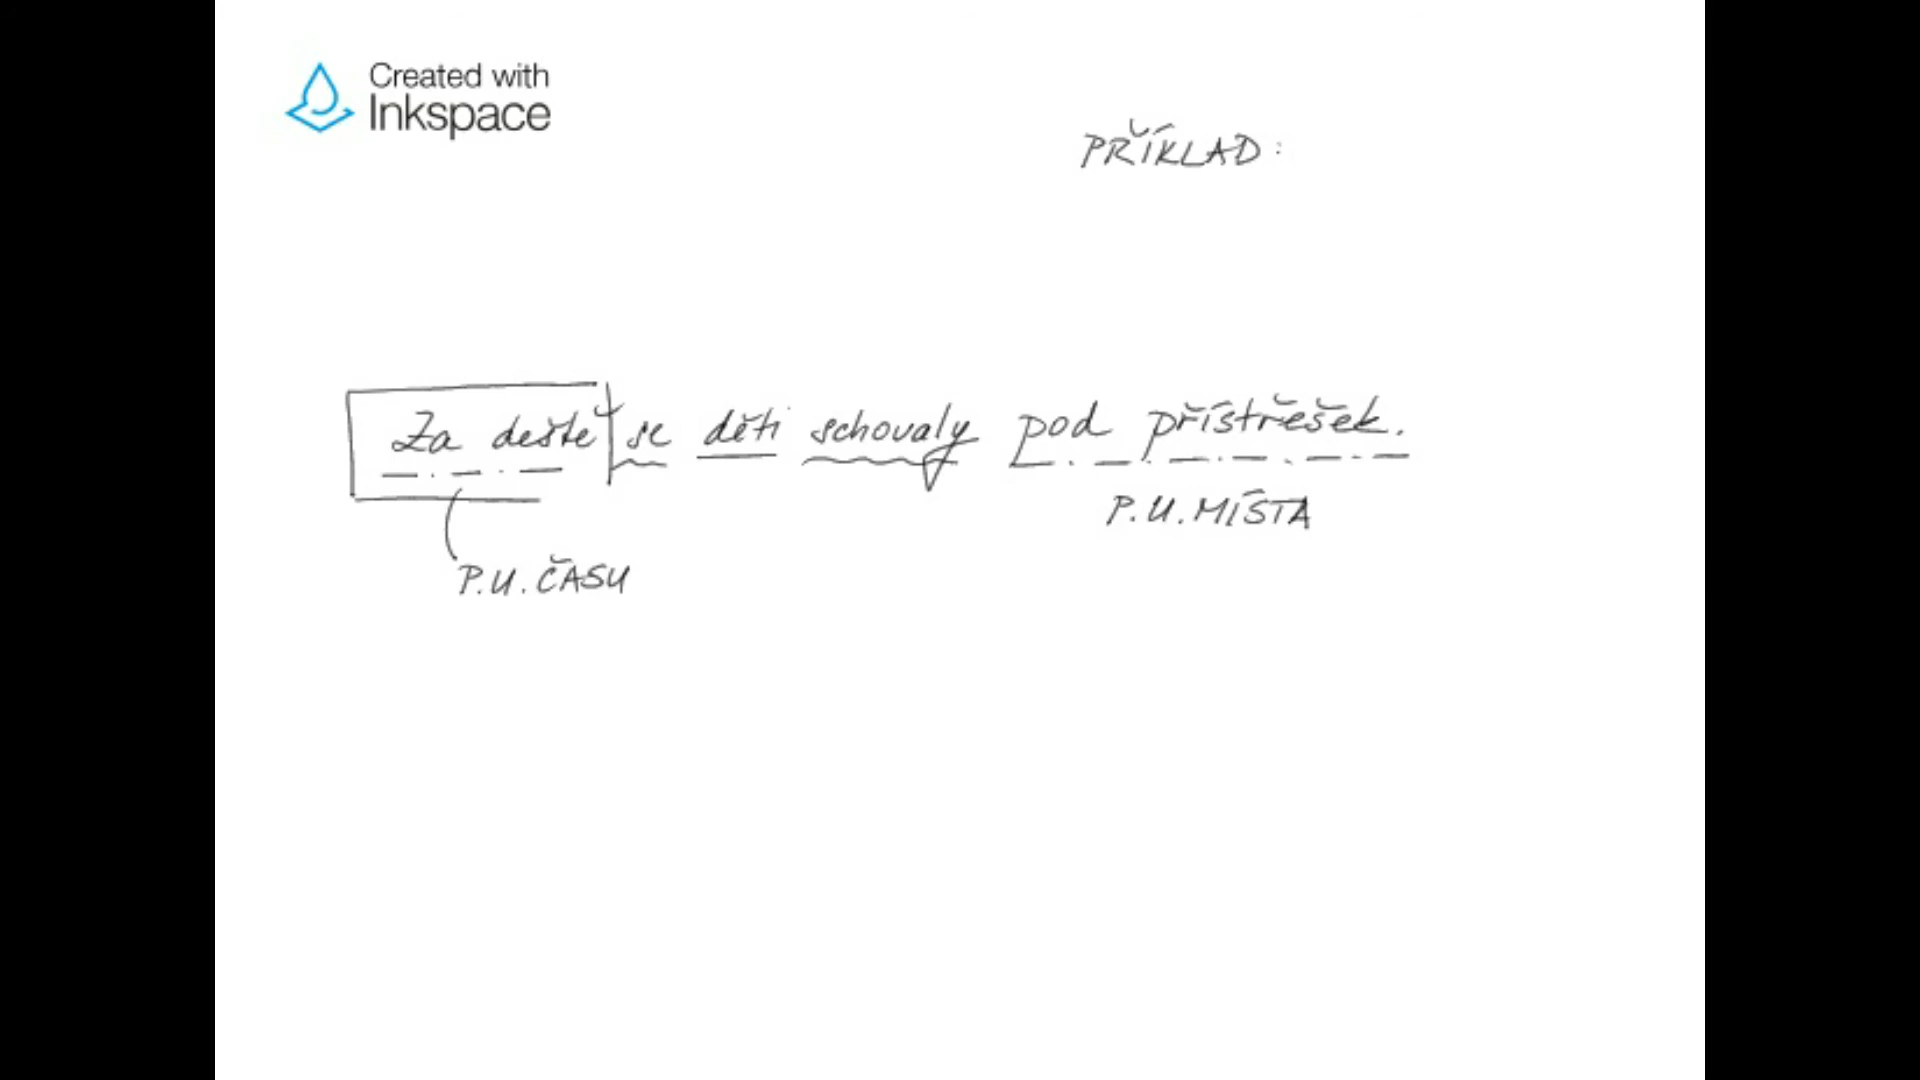 Created with
Inkspace
PŘÍKLAD:
Za deště se děti schovaly pod přístřešek.
P.U. MÍSTA
P.U. ČASU